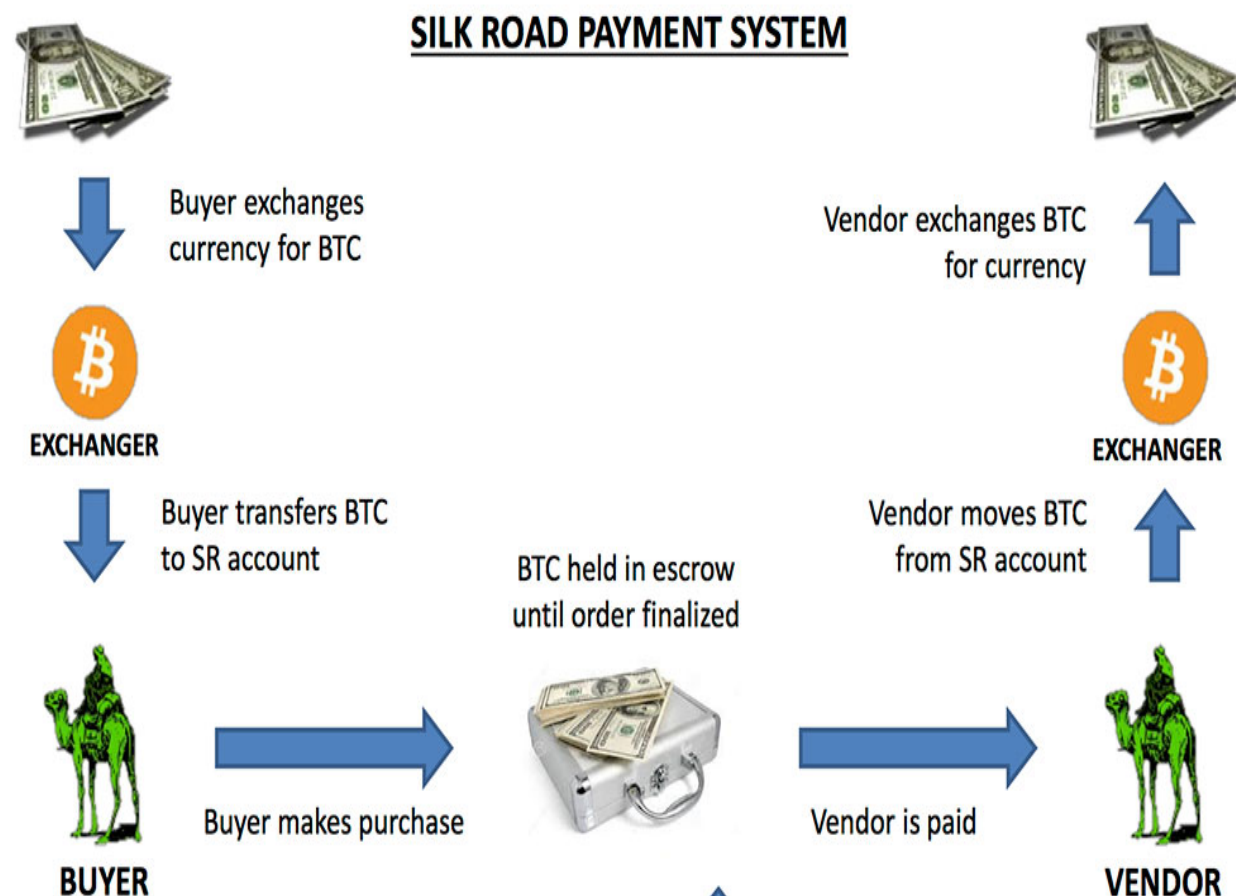 SILK ROAD PAYMENT SYSTEM
Buyer exchanges
currency for BTC
Vendor exchanges BTC
for currency
EXCHANGER
EXCHANGER
Buyer transfers BTC
to SR account
Vendor moves BTC
from SR account
BTC held in escrow
until order finalized
Buyer makes purchase
Vendor is paid
BUYER
VENDOR